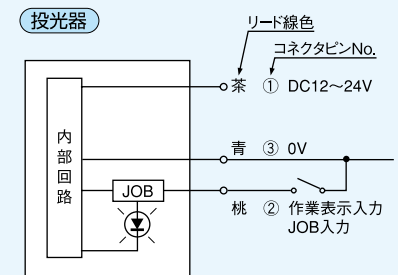 投光器
リード線色
コネクタピンNo.
茶 ① DC12～24V
内部回路
青 ③ 0V
JOB
桃 ② 作業表示入力
JOB入力